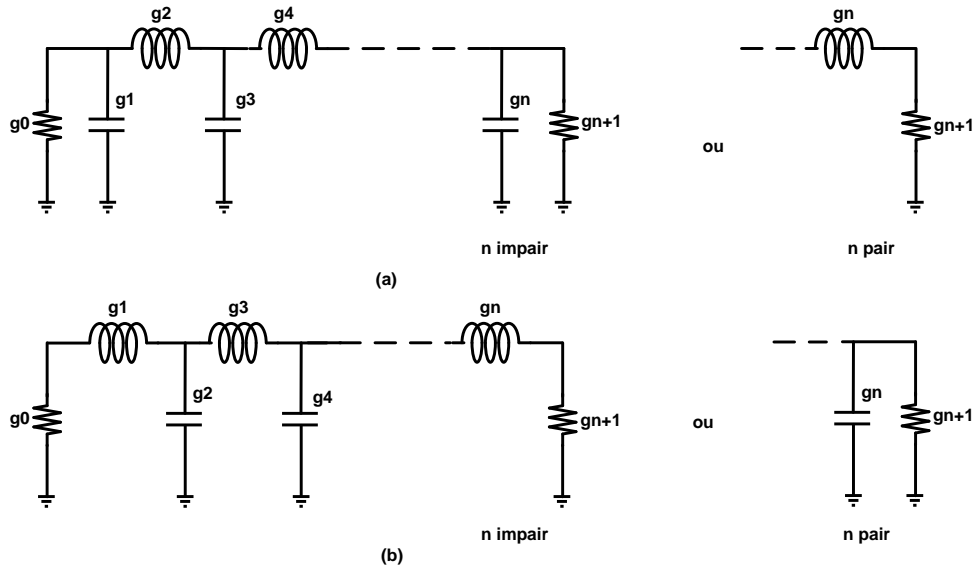 g2
g4
gn
g0
g1
g3
gn
gn+1
gn+1
ou
n impair
n pair
(a)
g1
g3
gn
g0
g2
g4
gn+1
gn
gn+1
ou
n impair
n pair
(b)